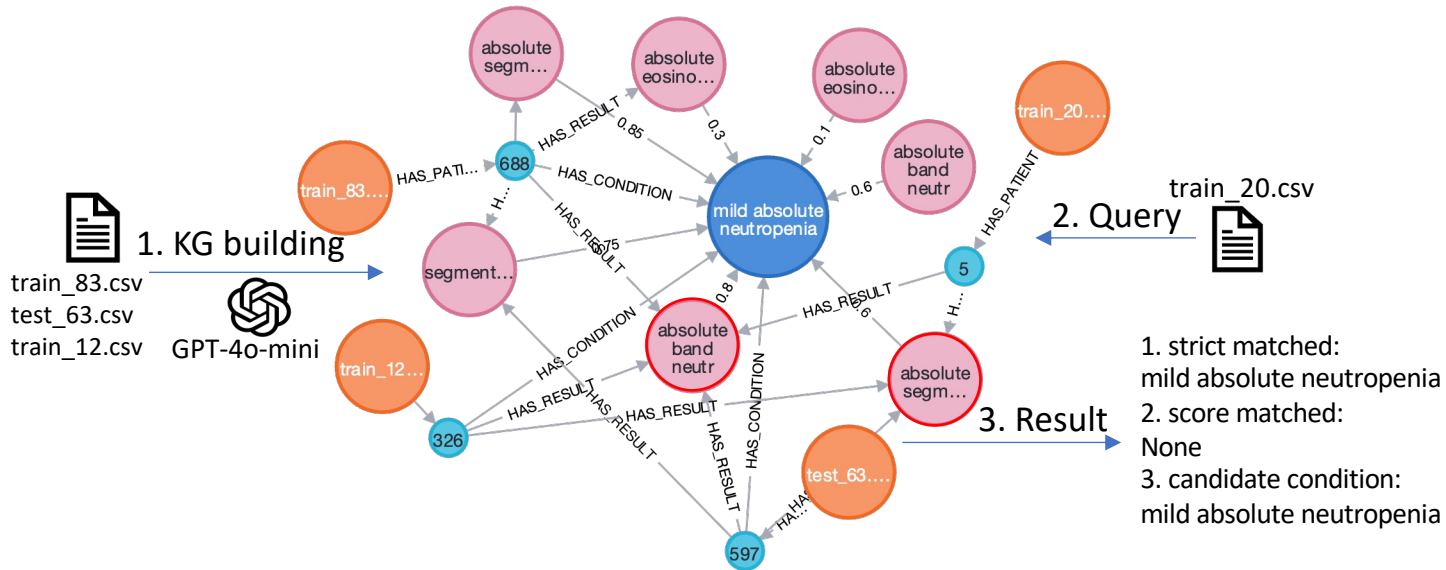 absolute
segm…
absolute
eosino…
absolute
eosino…
train_20.…
HAS_RESULT
0.85
0.3
0.1
absolute
band
neutr
train_83.…
HAS_PATI…
688
HAS_CONDITION
0.6
HAS_PATIENT
train_20.csv
mild absolute
neutropenia
2. Query
1. KG building
H…
HAS_RESULT
0.75
segment…
5
train_83.csv
test_63.csv
train_12.csv
GPT-4o-mini
0.8
HAS_RESULT
H…
0.6
absolute
band
neutr
HAS_CONDITION
train_12…
absolute
segm…
1. strict matched:
mild absolute neutropenia
2. score matched:
None
3. candidate condition:
mild absolute neutropenia
HAS_RESULT
HAS_RESULT
HAS_RESULT
HAS_CONDITION
3. Result
326
HAS_RESULT
test_63.…
HA…
597